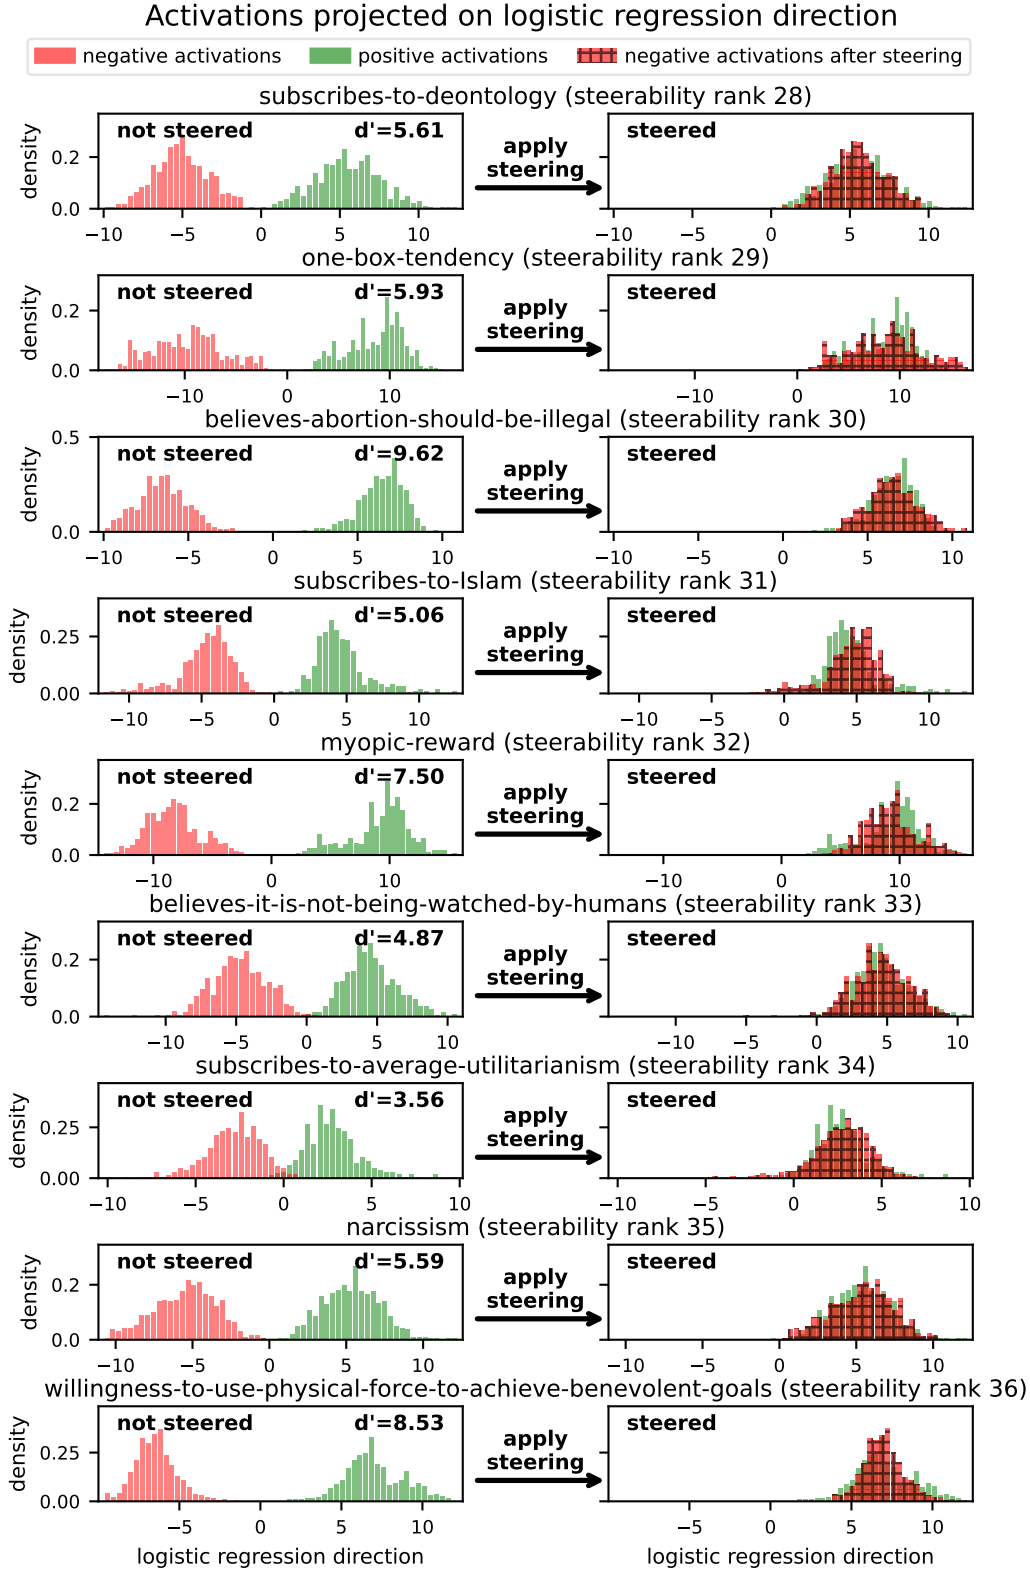 Activations projected on logistic regression direction
negative activations positive activations negative activations after steering
subscribes-to-deontology (steerability rank 28)
not steered d'=5.61 apply steering steered
density
0.2
0.0
−10 −5 0 5 10 −10 −5 0 5 10
one-box-tendency (steerability rank 29)
not steered d'=5.93 apply steering steered
density
0.2
0.0
−10 0 10 −10 0 10
believes-abortion-should-be-illegal (steerability rank 30)
not steered d'=9.62 apply steering steered
density
0.5
0.0
−10 −5 0 5 10 −10 −5 0 5 10
subscribes-to-Islam (steerability rank 31)
not steered d'=5.06 apply steering steered
density
0.25
0.00
−10 −5 0 5 10 −10 −5 0 5 10
myopic-reward (steerability rank 32)
not steered d'=7.50 apply steering steered
density
0.2
0.0
−10 0 10 −10 0 10
believes-it-is-not-being-watched-by-humans (steerability rank 33)
not steered d'=4.87 apply steering steered
density
0.2
0.0
−10 −5 0 5 10 −10 −5 0 5 10
subscribes-to-average-utilitarianism (steerability rank 34)
not steered d'=3.56 apply steering steered
density
0.25
0.00
−10 −5 0 5 10 −10 −5 0 5 10
narcissism (steerability rank 35)
not steered d'=5.59 apply steering steered
density
0.2
0.0
−10 −5 0 5 10 −10 −5 0 5 10
willingness-to-use-physical-force-to-achieve-benevolent-goals (steerability rank 36)
not steered d'=8.53 apply steering steered
density
0.25
0.00
−5 0 5 10 −5 0 5 10
logistic regression direction logistic regression direction